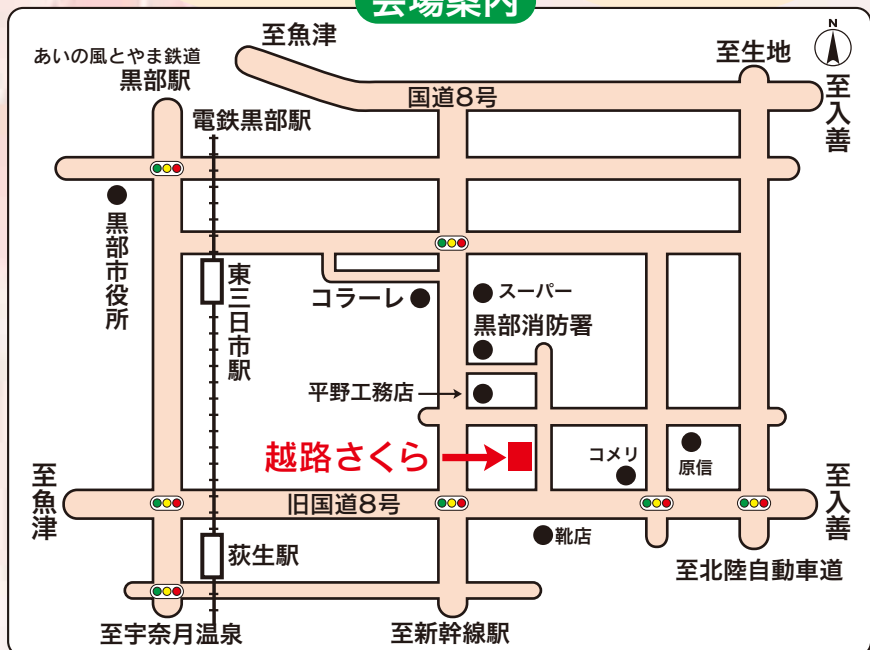 会場案内
N
至魚津
至生地
あいの風とやま鉄道
黒部駅
国道8号
至入善
電鉄黒部駅
黒部市役所
東三日市駅
コラーレ
スーパー
黒部消防署
平野工務店
越路さくら
コメリ
原信
至魚津
旧国道8号
至入善
靴店
荻生駅
至北陸自動車道
至宇奈月温泉
至新幹線駅